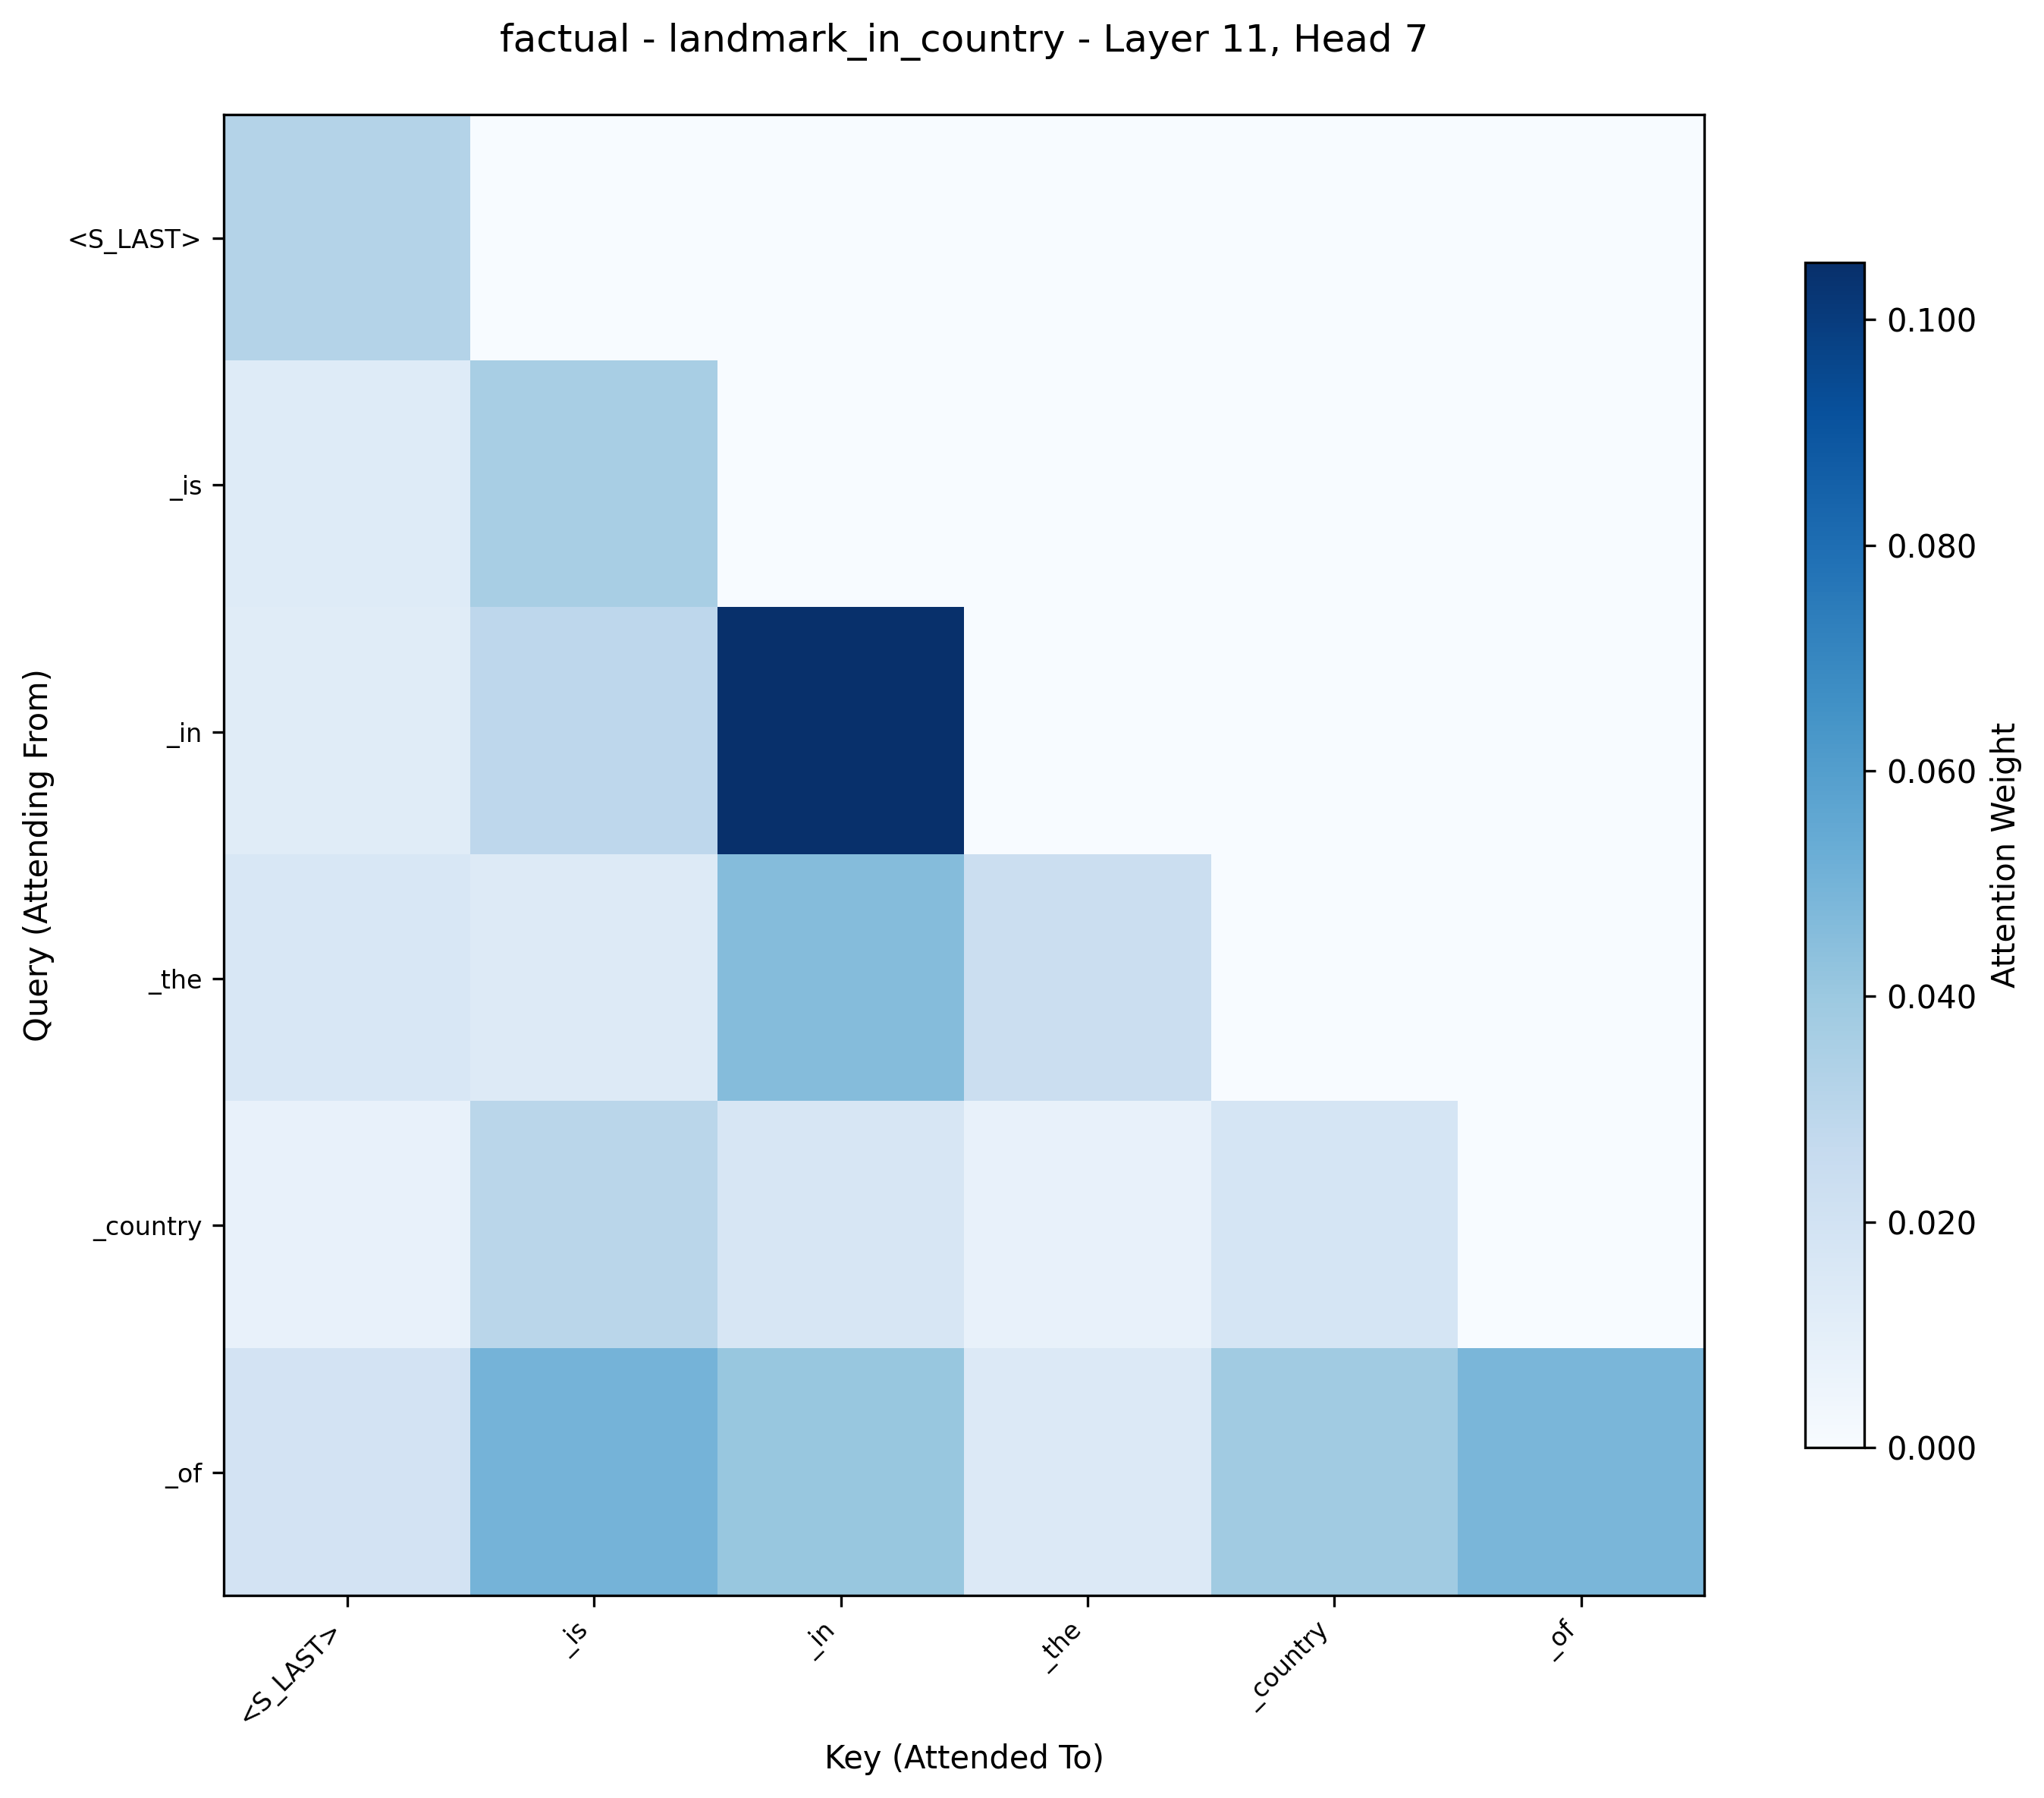 factual - landmark_in_country - Layer 11, Head 7
Query (Attending From)
<S_LAST>
_is
_in
_the
_country
_of
<S_LAST>
_is
_in
_the
_country
_of
Key (Attended To)
0.100
0.080
0.060
0.040
0.020
0.000
Attention Weight